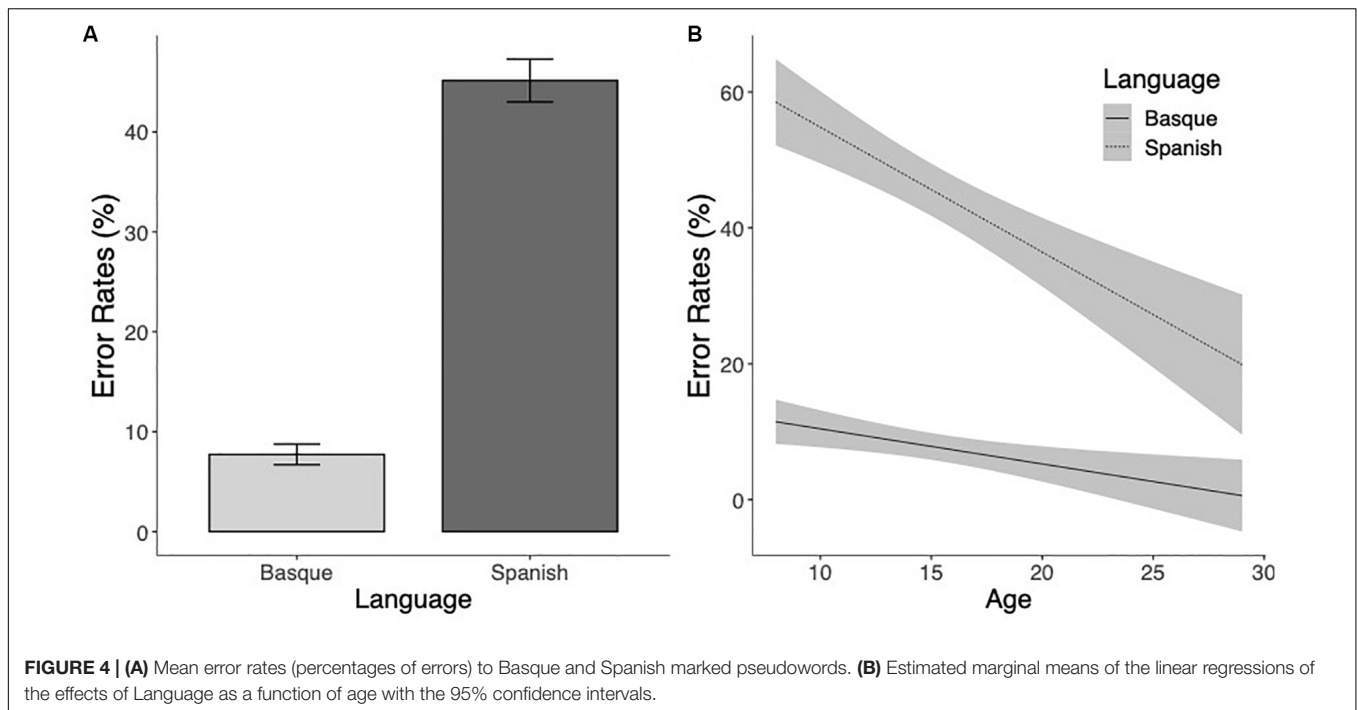 A
Error Rates (%)
40
30
20
10
0
Basque
Spanish
Language
B
Error Rates (%)
60
40
20
0
10
15
20
25
30
Age
Language
Basque
Spanish
FIGURE 4 | (A) Mean error rates (percentages of errors) to Basque and Spanish marked pseudowords. (B) Estimated marginal means of the linear regressions of
the effects of Language as a function of age with the 95% confidence intervals.